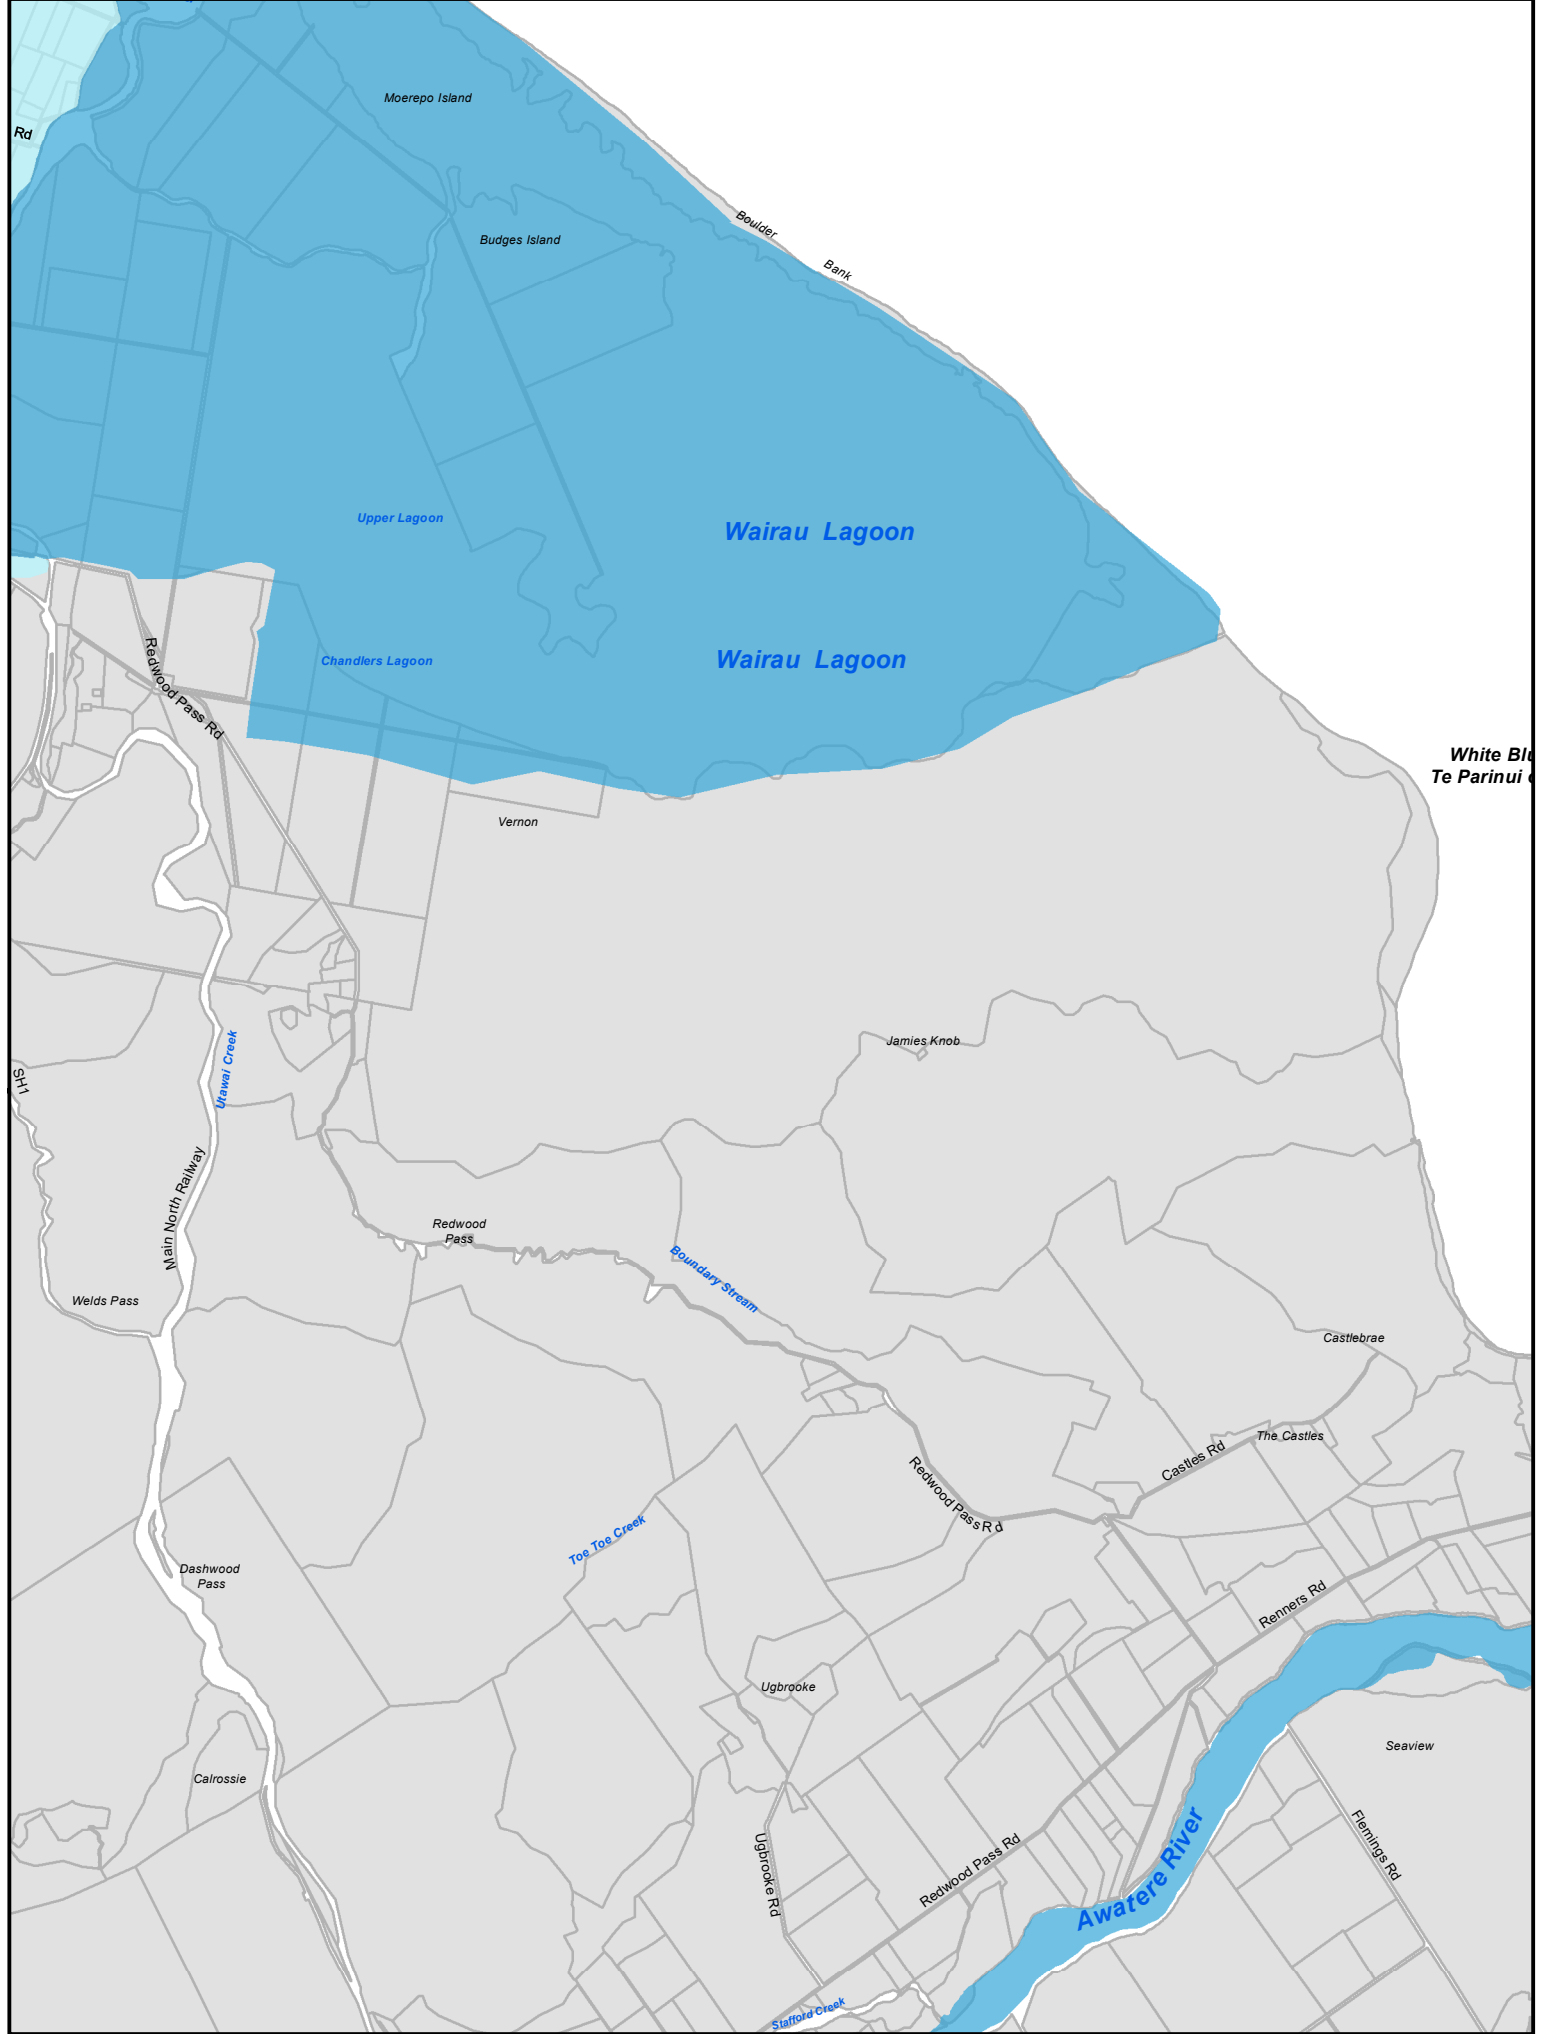 Moerepo Island
Rd
Boulder
Budges Island
Bank
Upper Lagoon
Wairau Lagoon
Chandlers Lagoon
Wairau Lagoon
Redwood Pass Rd
White Blu
Te Parinui
Vernon
Jamies Knob
Utawai Creek
SH1
Main North Railway
Redwood
Pass
Boundary Stream
Welds Pass
Castlebrae
The Castles
Castles Rd
Redwood Pass Rd
Toe Toe Creek
Dashwood
Pass
Renners Rd
Ugbrooke
Seaview
Calrossie
Flemings Rd
Ugbrooke Rd
Redwood Pass Rd
Awatere River
Stafford Creek